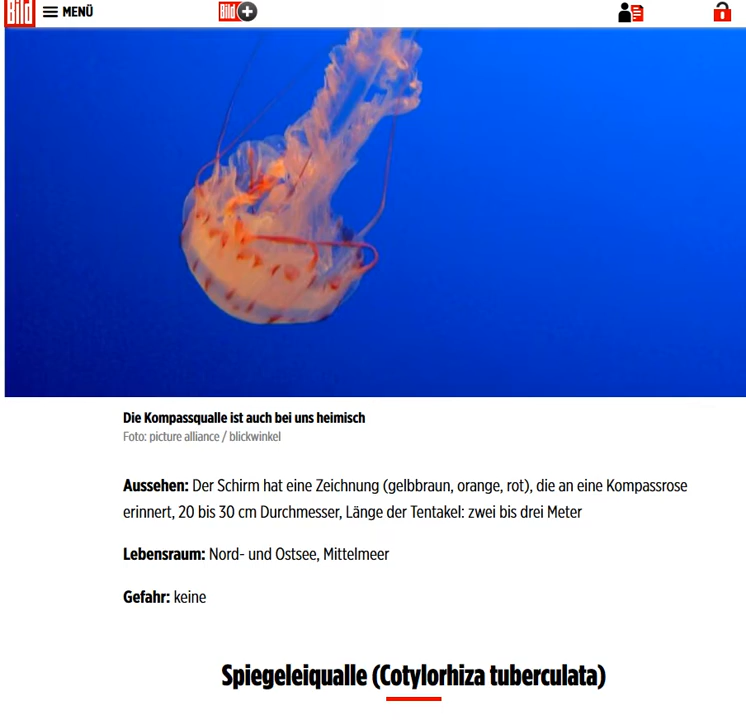 Bild MENÜ Bild+
Die Kompassqualle ist auch bei uns heimisch
Foto: picture alliance / blickwinkel
Aussehen: Der Schirm hat eine Zeichnung (gelbbraun, orange, rot), die an eine Kompassrose
erinnert, 20 bis 30 cm Durchmesser, Länge der Tentakel: zwei bis drei Meter
Lebensraum: Nord- und Ostsee, Mittelmeer
Gefahr: keine
Spiegeleiqualle (Cotylorhiza tuberculata)